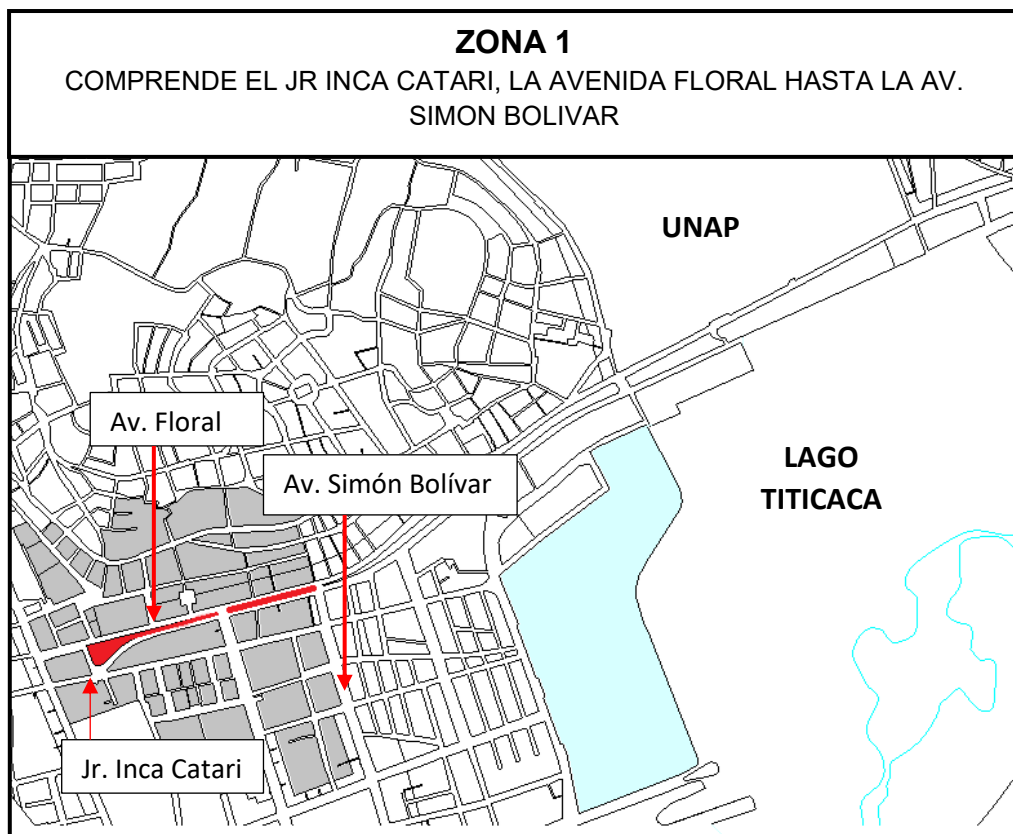 ZONA 1
COMPRENDE EL JR INCA CATARI, LA AVENIDA FLORAL HASTA LA AV.
SIMON BOLIVAR
UNAP
Av. Floral
LAGO
TITICACA
Av. Simón Bolívar
Jr. Inca Catari